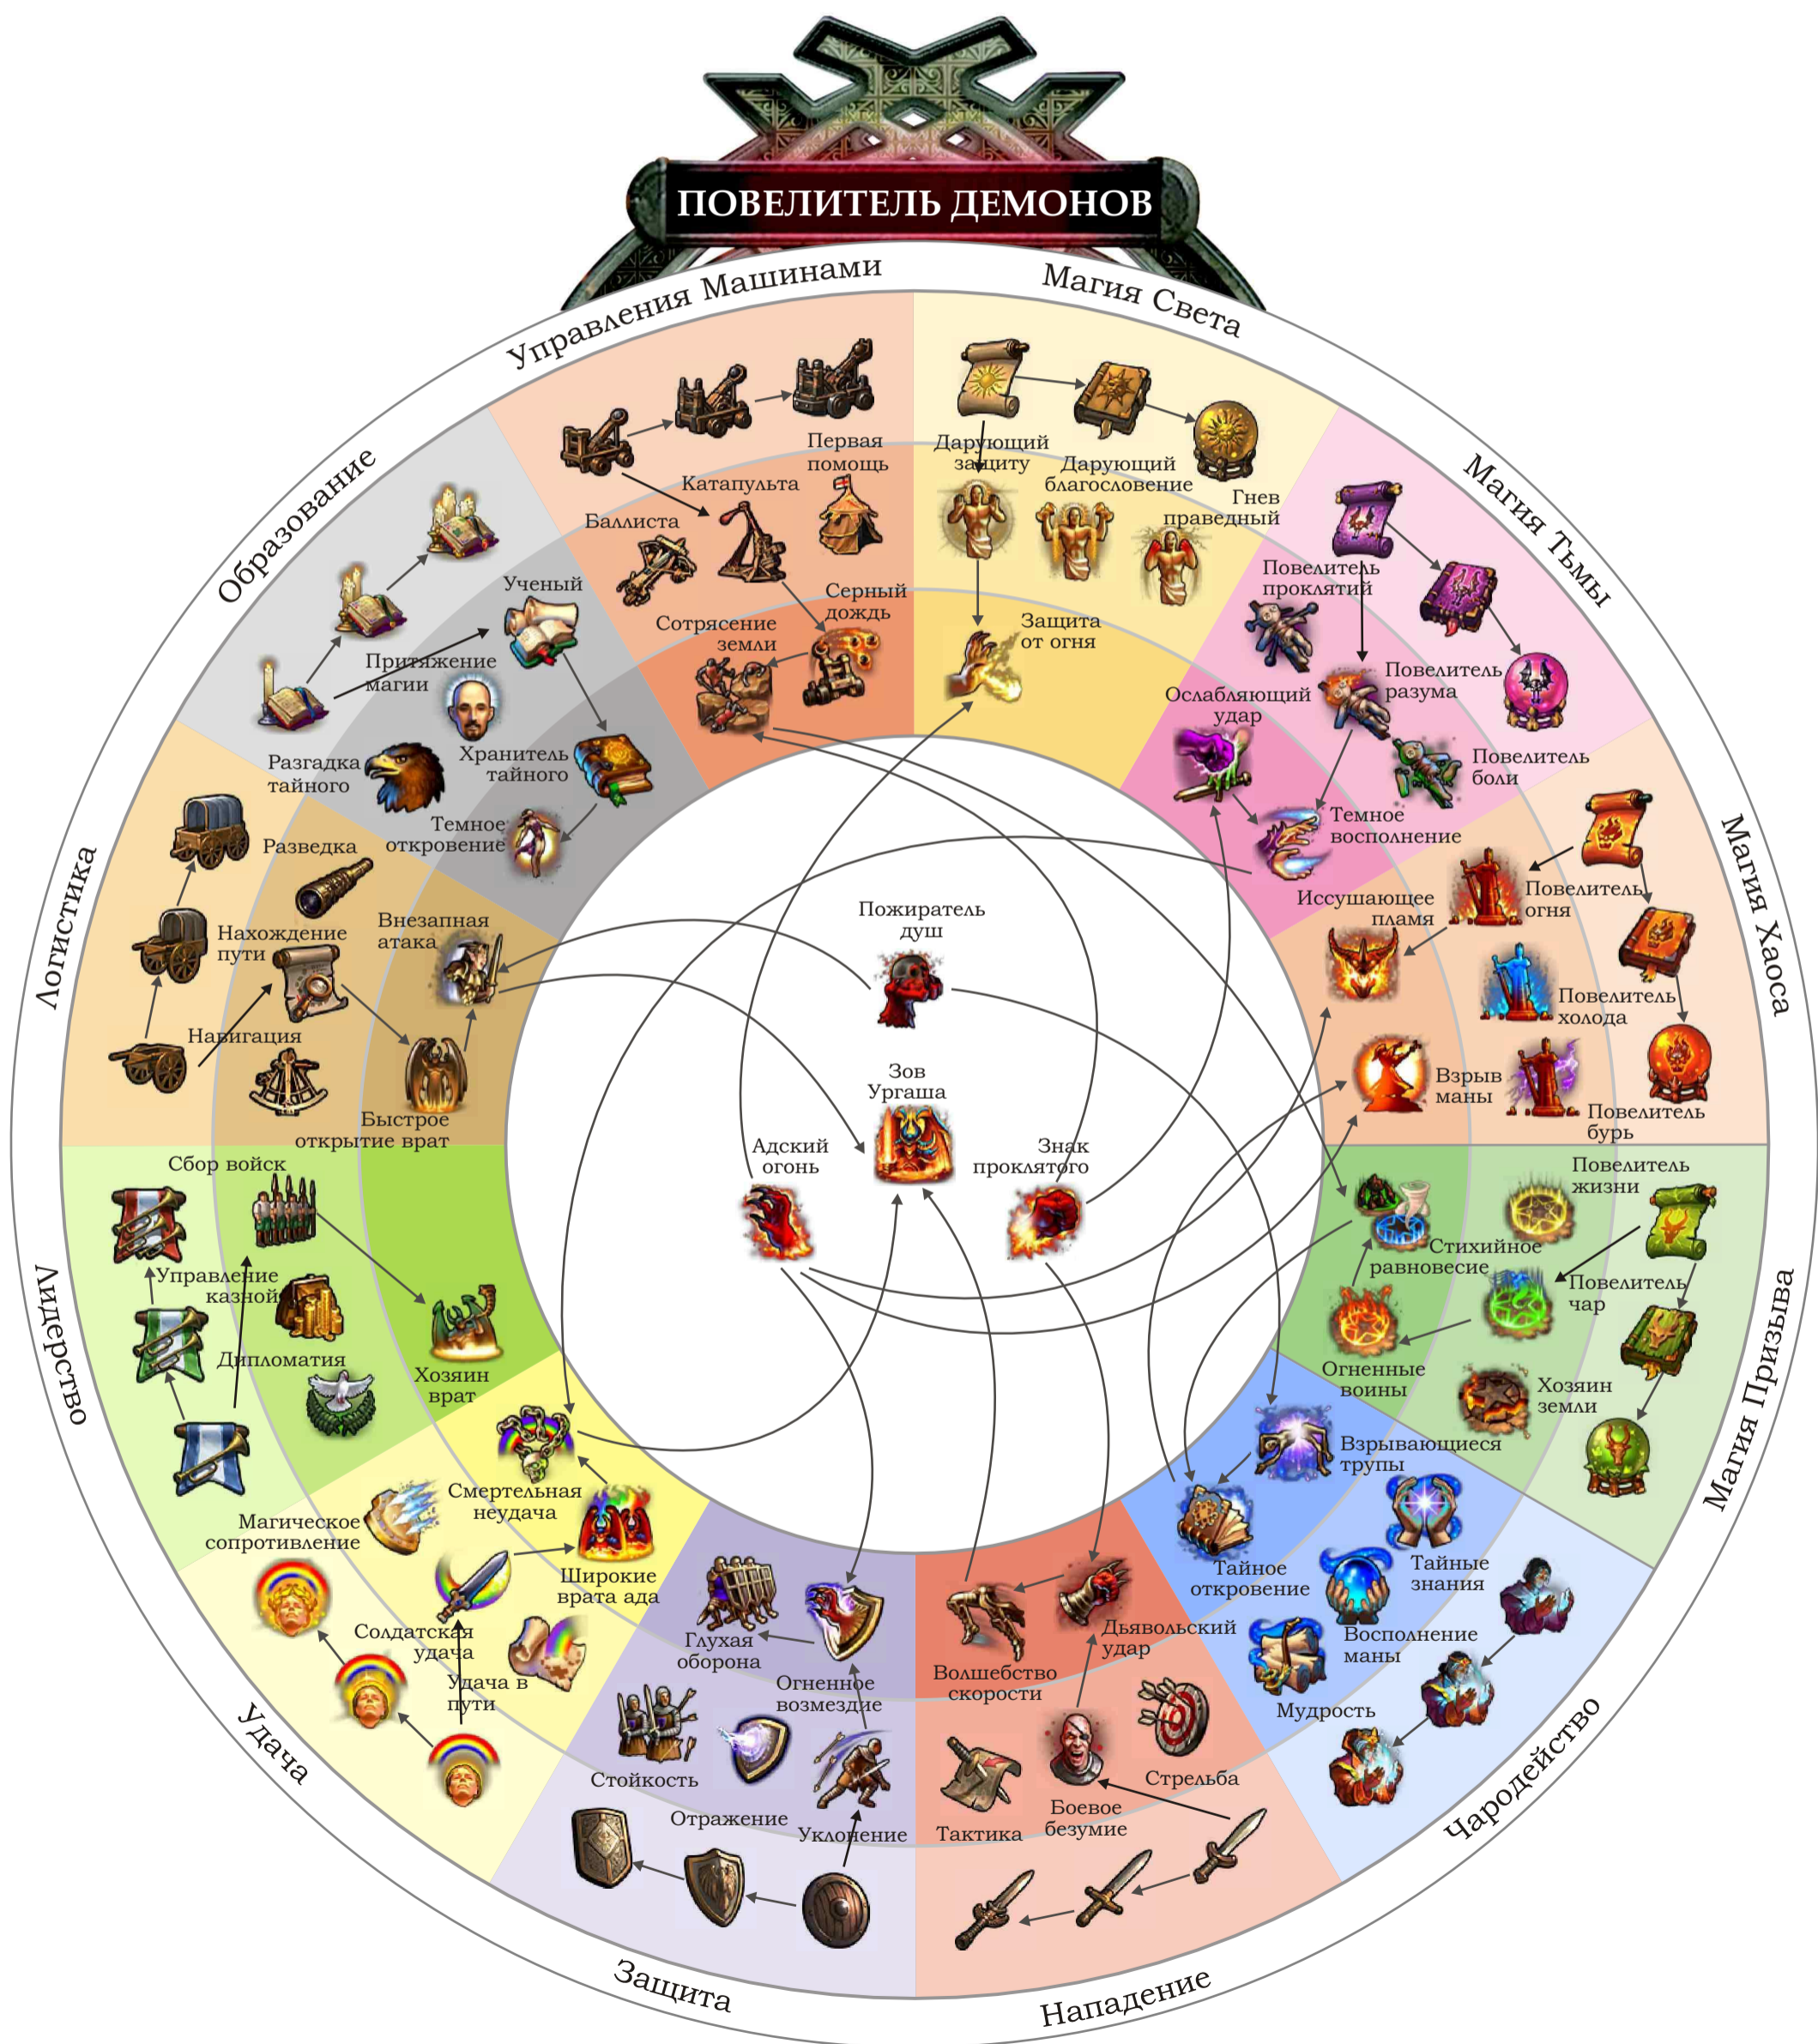 ПОВЕЛИТЕЛЬ ДЕМОНОВ
Управления Машинами
Магия Света
Магия Тьмы
Магия Хаоса
Магия Призыва
Чародейство
Нападение
Защита
Удача
Лидерство
Логистика
Образование
Первая
помощь
Катапульта
Баллиста
Серный
дождь
Сотрясение
земли
Дарующий
защиту
Дарующий
благословение
Гнев
праведный
Защита
от огня
Повелитель
проклятий
Повелитель
разума
Повелитель
боли
Ослабляющий
удар
Темное
восполнение
Повелитель
огня
Повелитель
холода
Повелитель
бурь
Иссушающее
пламя
Взрыв
маны
Повелитель
жизни
Повелитель
чар
Хозяин
земли
Стихийное
равновесие
Огненные
воины
Взрывающиеся
трупы
Тайное
откровение
Тайные
знания
Восполнение
маны
Мудрость
Дьявольский
удар
Волшебство
скорости
Стрельба
Боевое
безумие
Тактика
Глухая
оборона
Огненное
возмездие
Стойкость
Отражение
Уклонение
Смертельная
неудача
Широкие
врата ада
Магическое
сопротивление
Солдатская
удача
Удача в
пути
Сбор войск
Управление
казной
Дипломатия
Хозяин
врат
Разведка
Нахождение
пути
Навигация
Внезапная
атака
Быстрое
открытие врат
Ученый
Притяжение
магии
Разгадка
тайного
Хранитель
тайного
Темное
откровение
Пожиратель
душ
Зов
Ургаша
Адский
огонь
Знак
проклятого